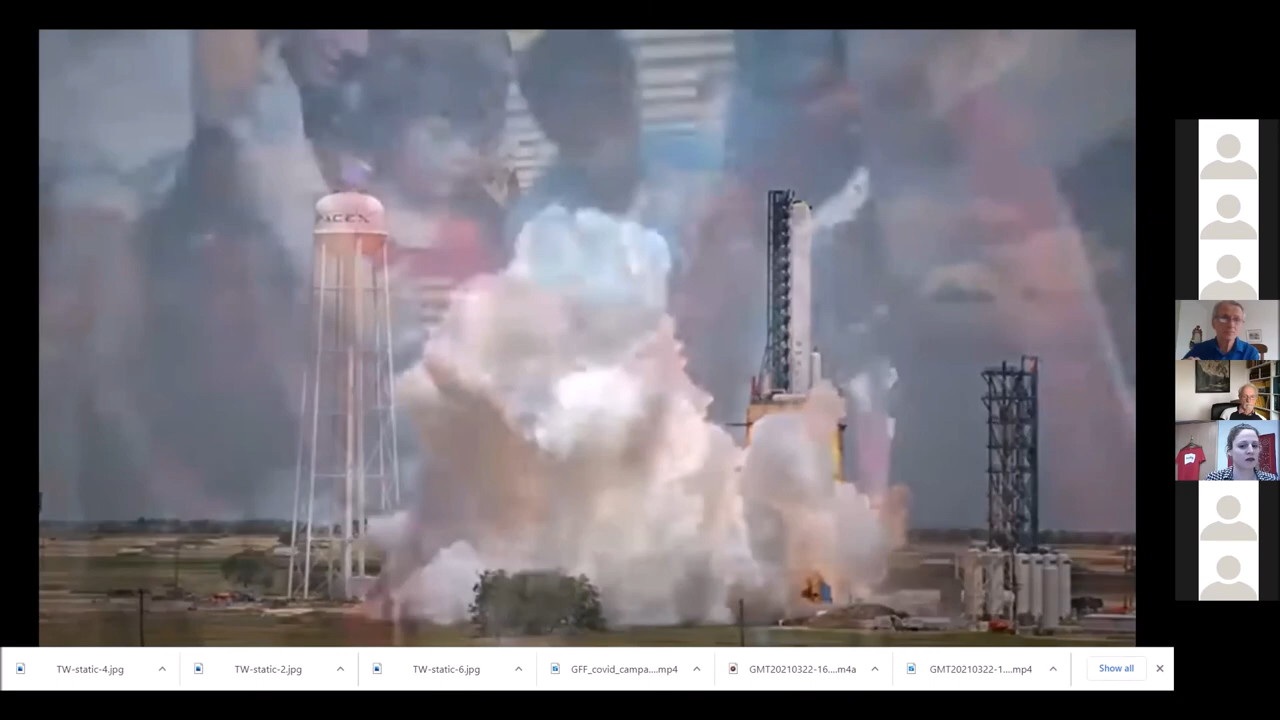 SPACEX
TW-static-4.jpg
TW-static-2.jpg
TW-static-6.jpg
GFF_covid_campa....mp4
GMT20210322-16....m4a
GMT20210322-1....mp4
Show all